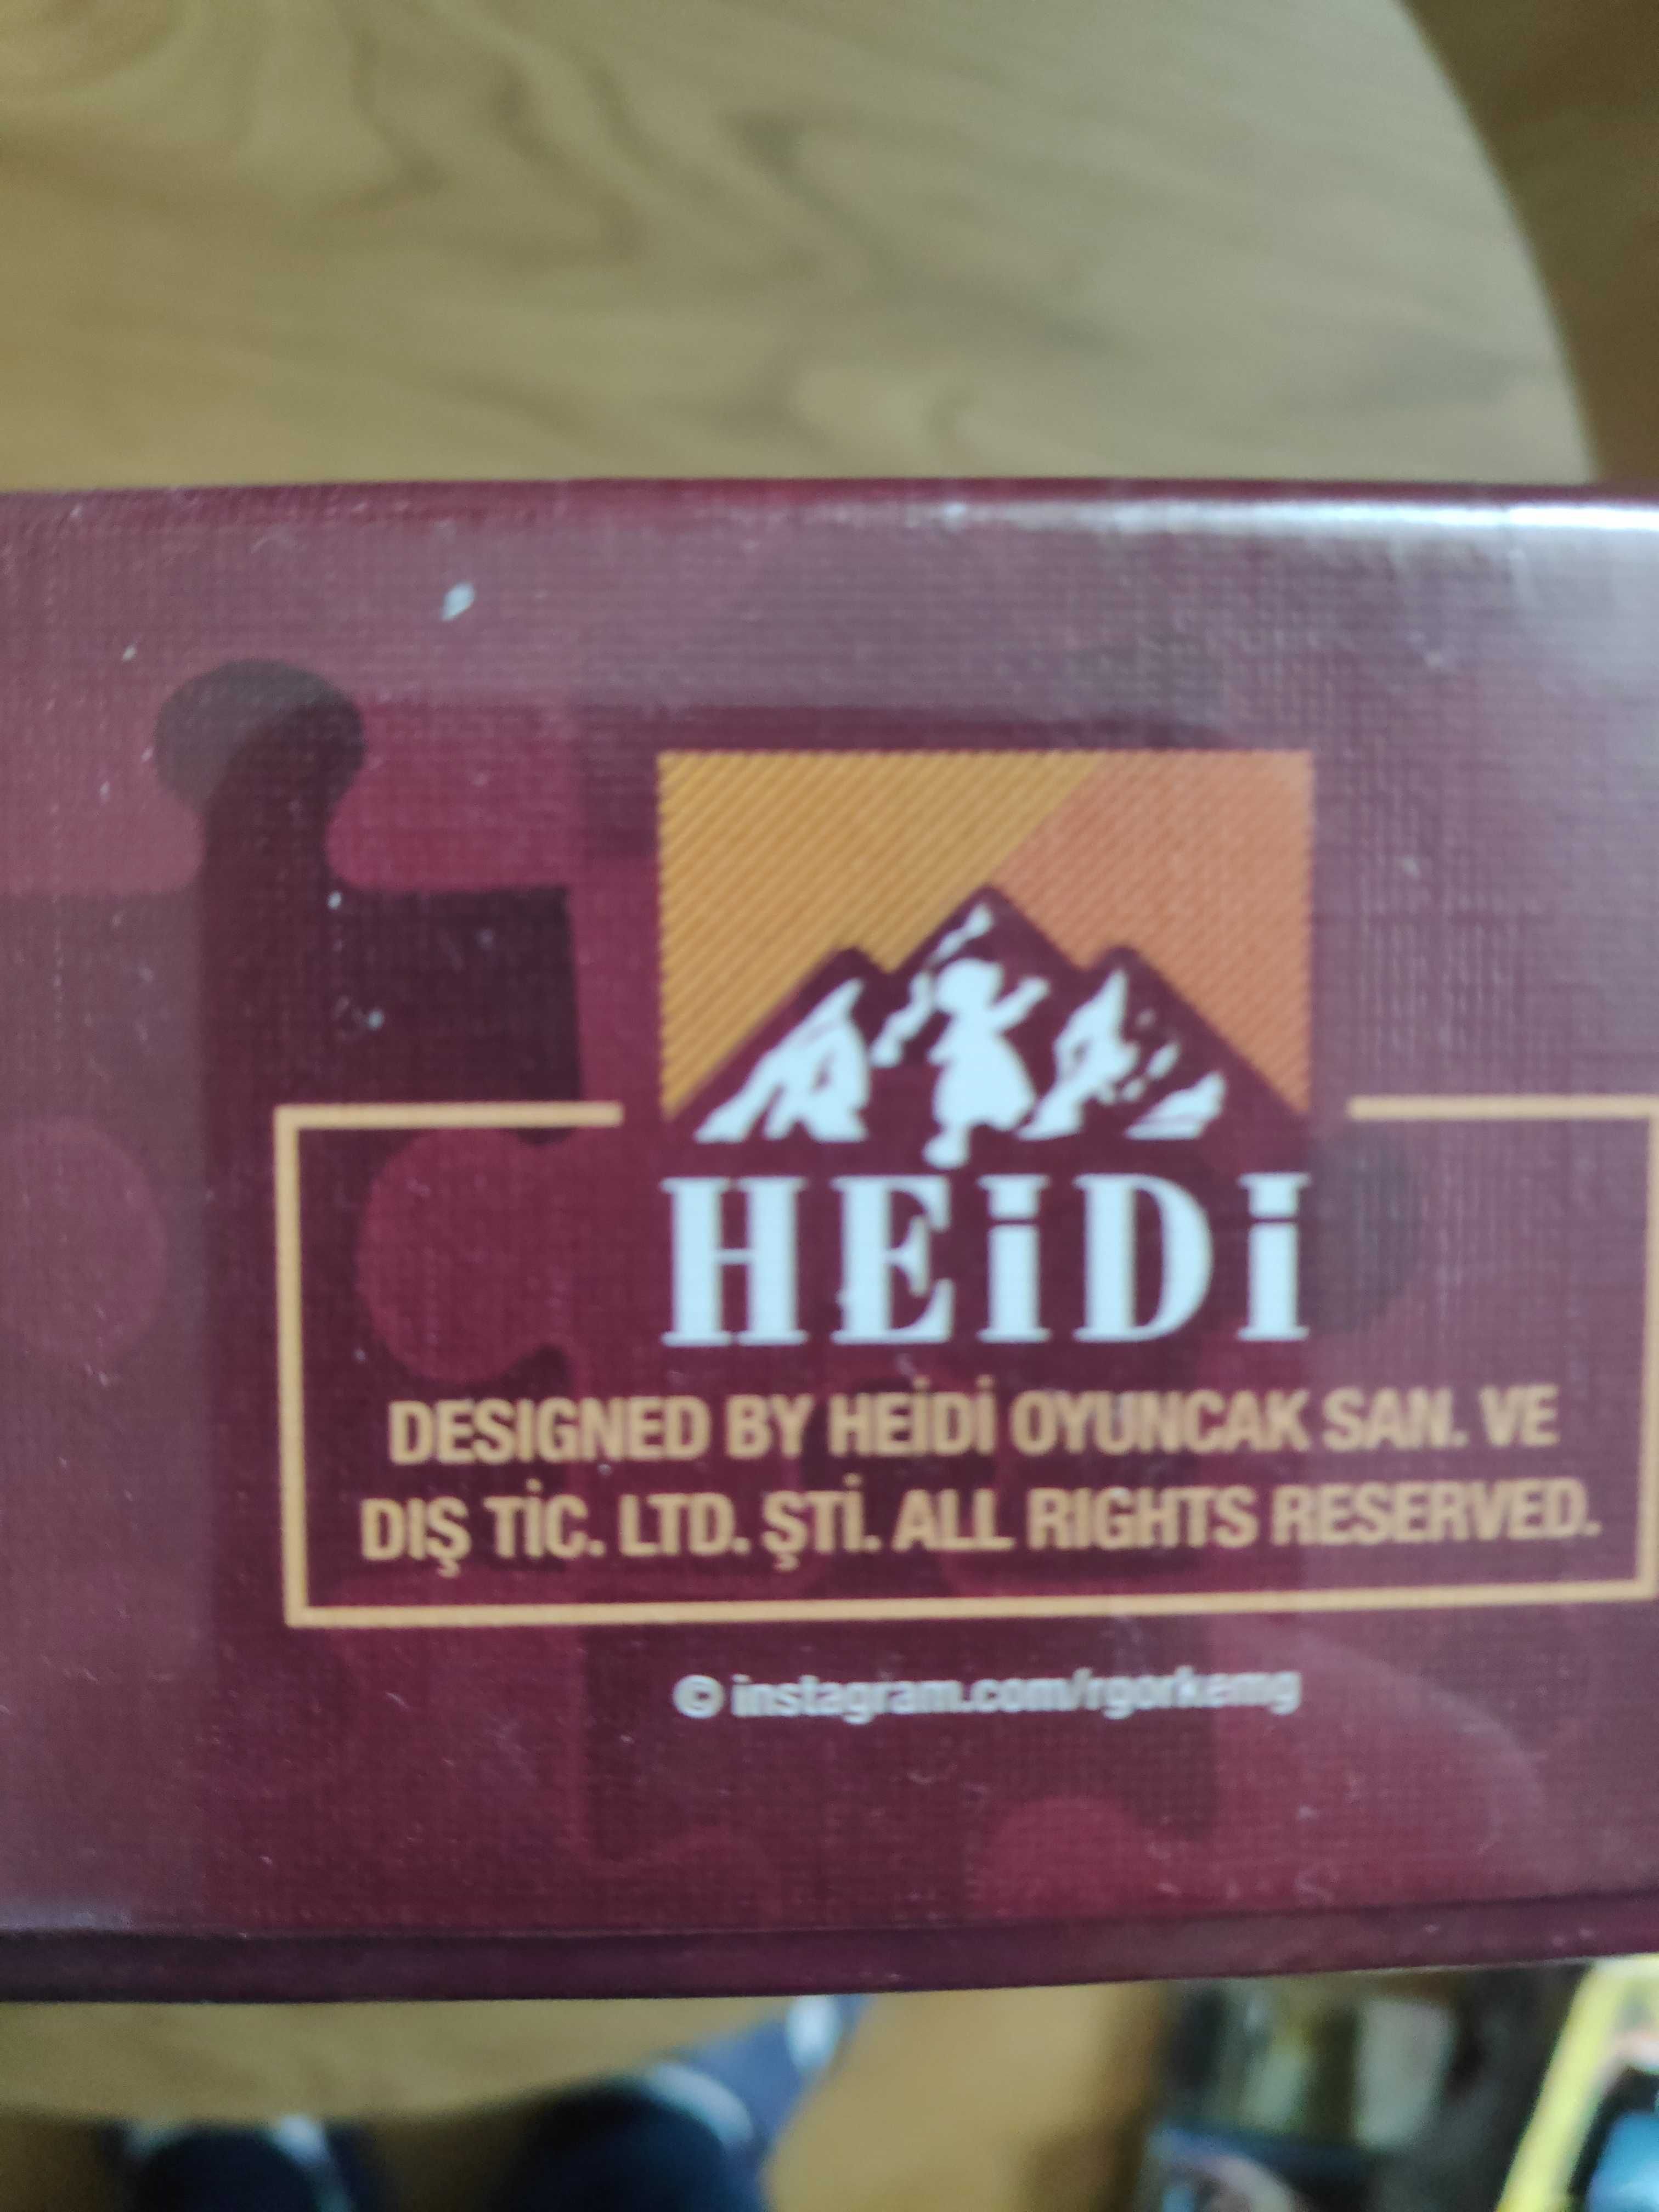 HEİDİ
DESIGNED BY HEİDİ OYUNCAK SAN. VE
DIŞ TİC. LTD. ŞTİ. ALL RIGHTS RESERVED.
© instagram.com/rgorkemg